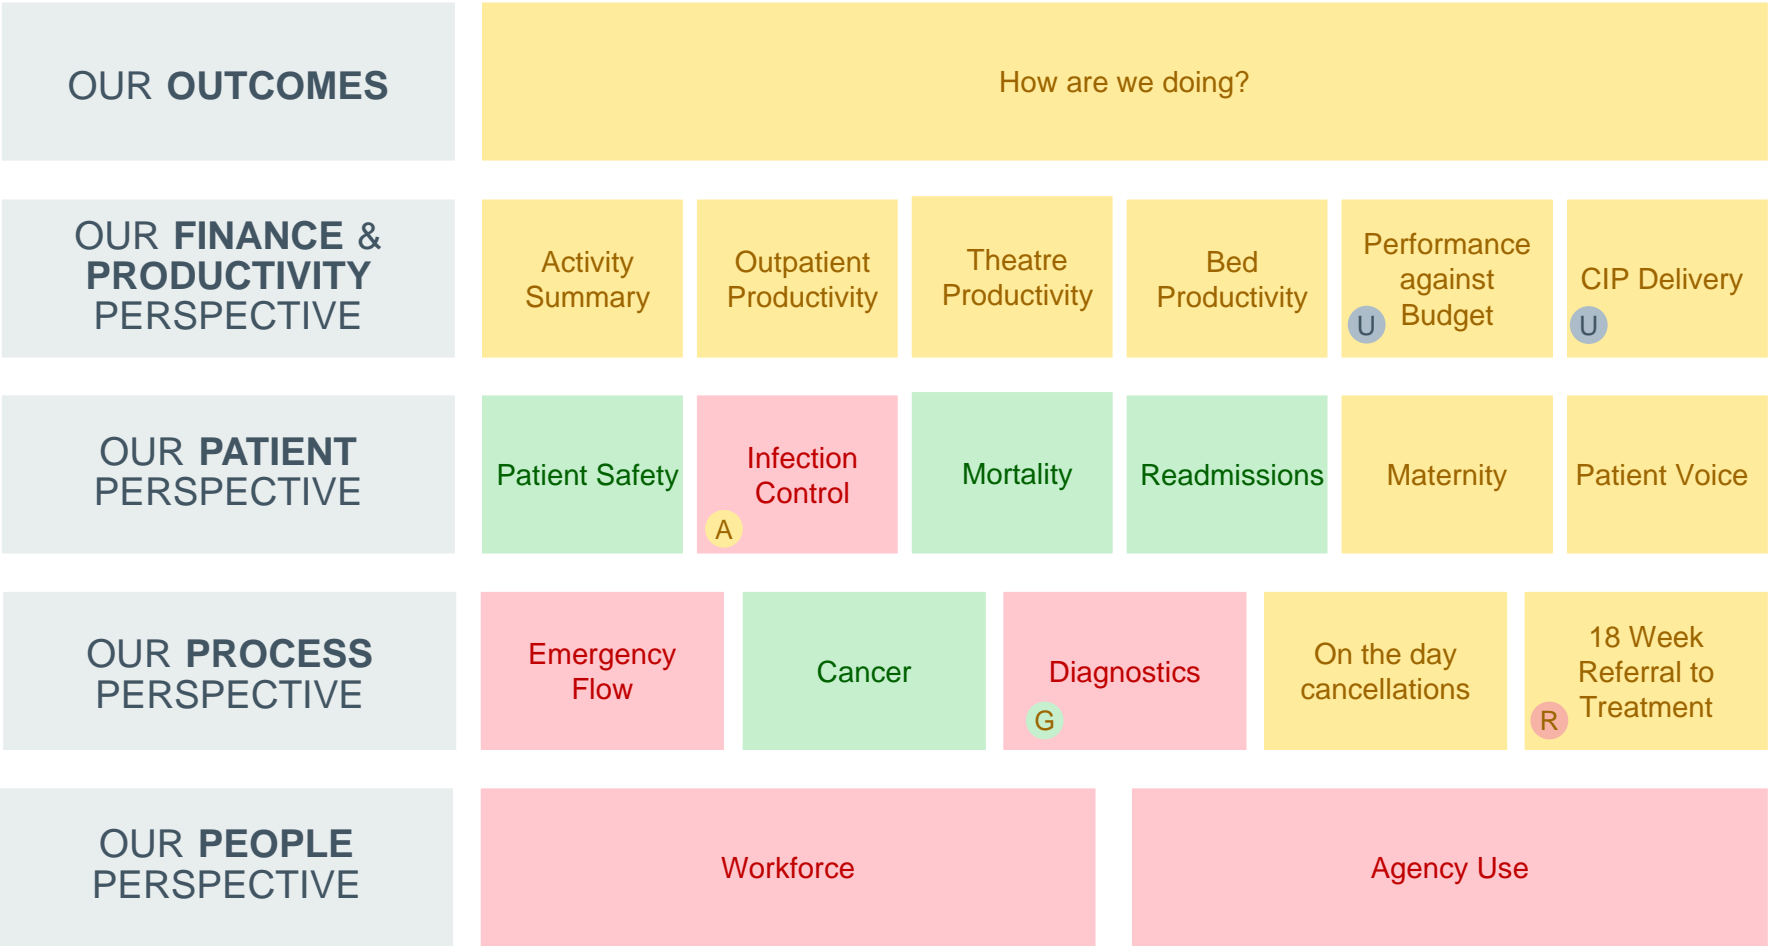 OUR OUTCOMES
How are we doing?
OUR FINANCE &
PRODUCTIVITY
PERSPECTIVE
Activity
Summary
Outpatient
Productivity
Theatre
Productivity
Bed
Productivity
Performance
against
Budget
U
CIP Delivery
U
OUR PATIENT
PERSPECTIVE
Patient Safety
Infection
Control
A
Mortality
Readmissions
Maternity
Patient Voice
OUR PROCESS
PERSPECTIVE
Emergency
Flow
Cancer
Diagnostics
G
On the day
cancellations
18 Week
Referral to
Treatment
R
OUR PEOPLE
PERSPECTIVE
Workforce
Agency Use